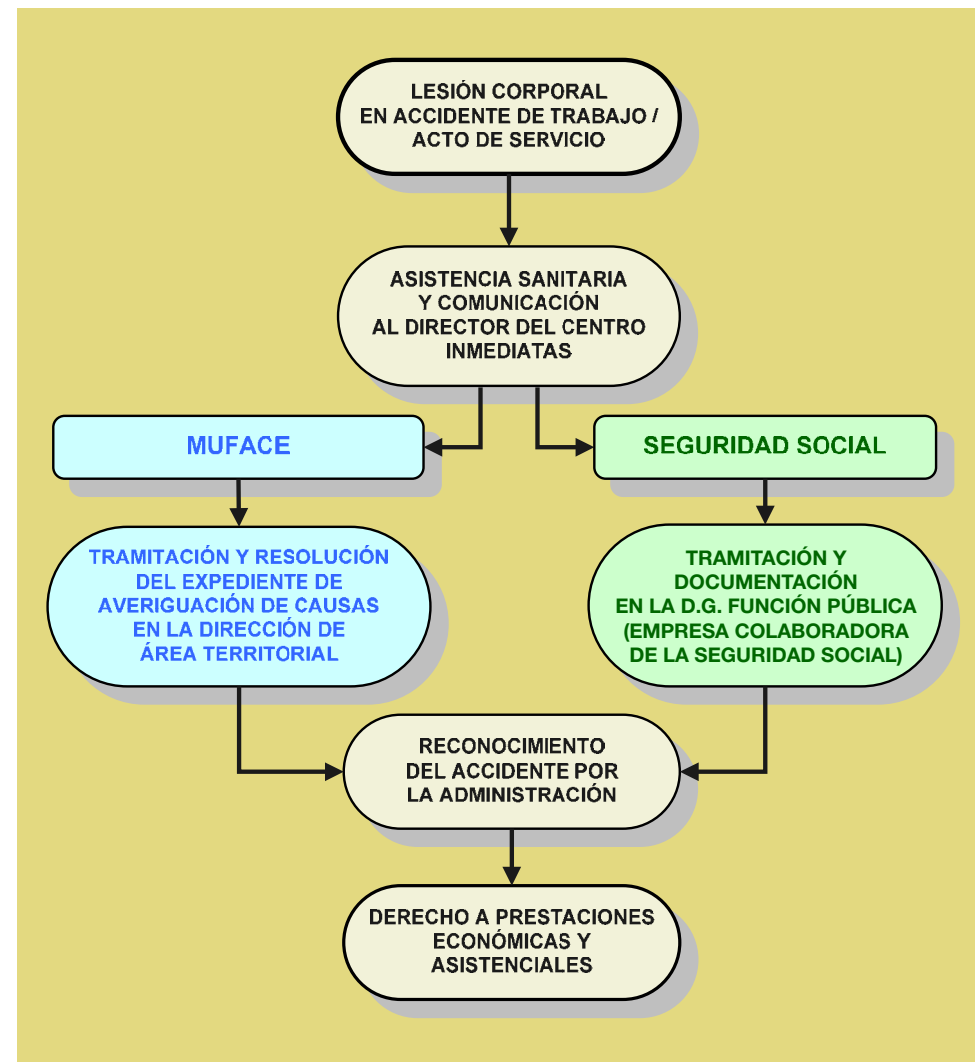 LESIÓN CORPORAL
EN ACCIDENTE DE TRABAJO /
ACTO DE SERVICIO
ASISTENCIA SANITARIA
Y COMUNICACIÓN
AL DIRECTOR DEL CENTRO
INMEDIATAS
MUFACE
SEGURIDAD SOCIAL
TRAMITACIÓN Y RESOLUCIÓN
DEL EXPEDIENTE DE
AVERIGUACIÓN DE CAUSAS
EN LA DIRECCIÓN DE
ÁREA TERRITORIAL
TRAMITACIÓN Y
DOCUMENTACIÓN
EN LA D.G. FUNCIÓN PÚBLICA
(EMPRESA COLABORADORA
DE LA SEGURIDAD SOCIAL)
RECONOCIMIENTO
DEL ACCIDENTE POR
LA ADMINISTRACIÓN
DERECHO A PRESTACIONES
ECONÓMICAS Y
ASISTENCIALES